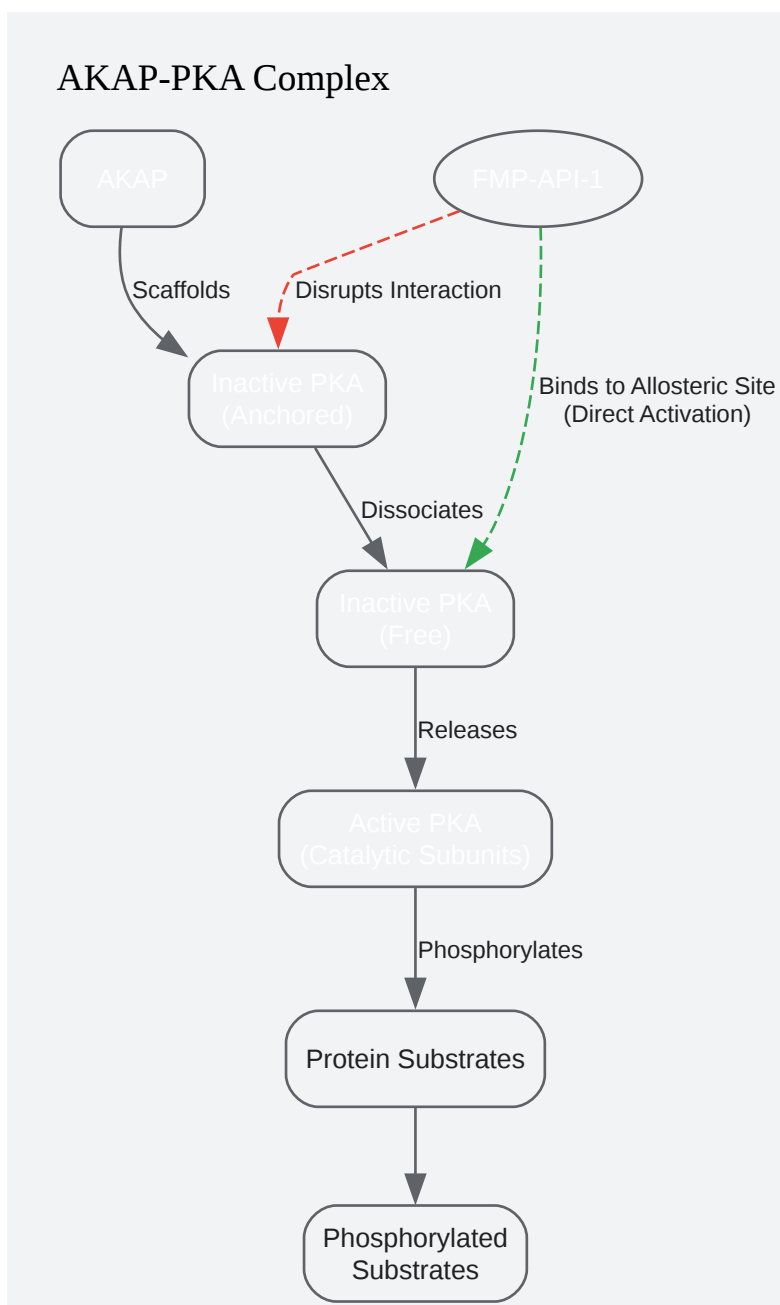 AKAP-PKA Complex
AKAP
FMP-API-1
Scaffolds
Disrupts Interaction
Inactive PKA
(Anchored)
Binds to Allosteric Site
(Direct Activation)
Dissociates
Inactive PKA
(Free)
Releases
Active PKA
(Catalytic Subunits)
Phosphorylates
Protein Substrates
Phosphorylated
Substrates